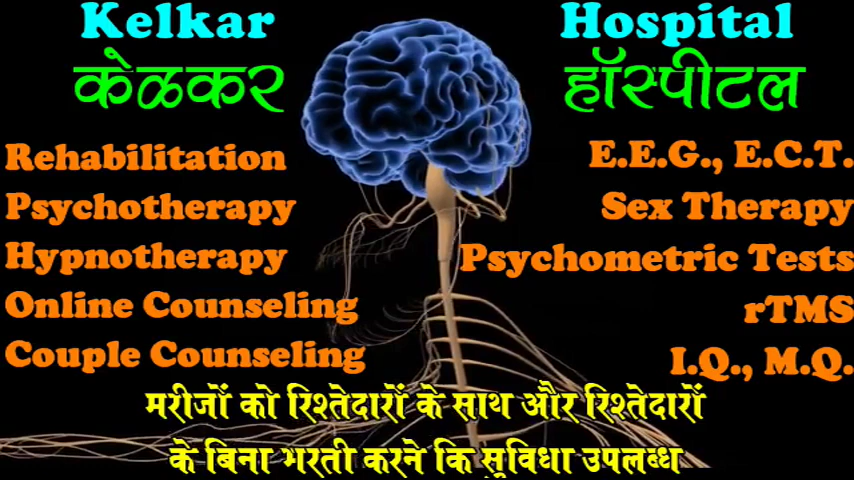 Kelkar Hospital
केळकर हॉस्पीटल
Rehabilitation
Psychotherapy
Hypnotherapy
Online Counseling
Couple Counseling
E.E.G., E.C.T.
Sex Therapy
Psychometric Tests
rTMS
I.Q., M.Q.
मरीजों को रिश्तेदारों के साथ और रिश्तेदारों
के बिना भरती करने कि सुविधा उपलब्ध